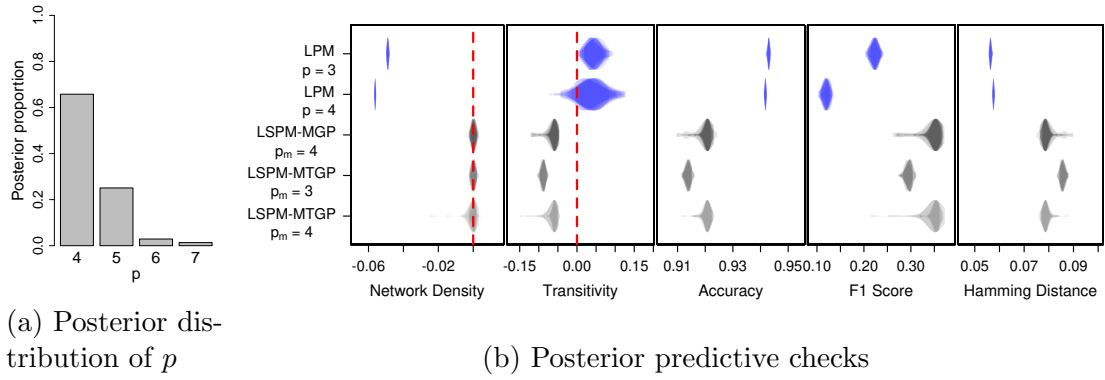 Posterior proportion
1.0
0.8
0.6
0.4
0.2
0.0
4 5 6 7
p
(a) Posterior dis-
tribution of p
LPM
p = 3
LPM
p = 4
LSPM-MGP
pm = 4
LSPM-MTGP
pm = 3
LSPM-MTGP
pm = 4
-0.06 -0.02
Network Density
-0.15 0.00 0.15
Transitivity
0.91 0.93 0.95
Accuracy
0.10 0.20 0.30
F1 Score
0.05 0.07 0.09
Hamming Distance
(b) Posterior predictive checks